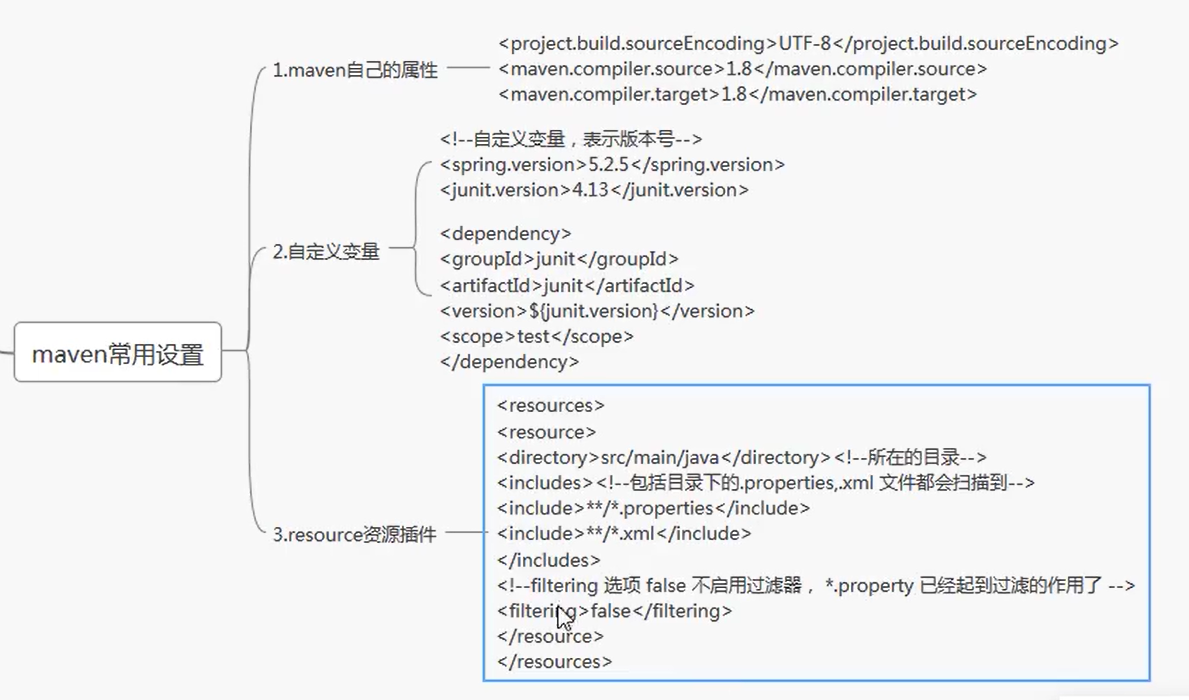 maven常用设置
1.maven自己的属性
<project.build.sourceEncoding>UTF-8</project.build.sourceEncoding>
<maven.compiler.source>1.8</maven.compiler.source>
<maven.compiler.target>1.8</maven.compiler.target>
2.自定义变量
<!--自定义变量，表示版本号-->
<spring.version>5.2.5</spring.version>
<junit.version>4.13</junit.version>
<dependency>
<groupId>junit</groupId>
<artifactId>junit</artifactId>
<version>${junit.version}</version>
<scope>test</scope>
</dependency>
3.resource资源插件
<resources>
<resource>
<directory>src/main/java</directory><!--所在的目录-->
<includes><!--包括目录下的.properties,.xml 文件都会扫描到-->
<include>**/*.properties</include>
<include>**/*.xml</include>
</includes>
<!--filtering 选项 false 不启用过滤器， *.property 已经起到过滤的作用了 -->
<filtering>false</filtering>
</resource>
</resources>